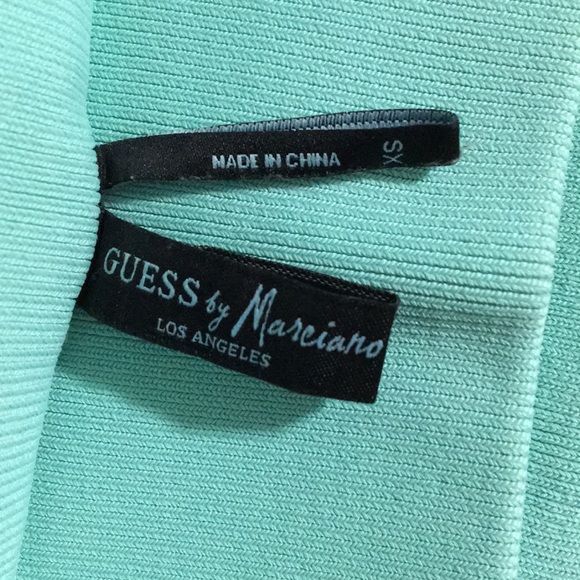 MADE IN CHINA
XS
GUESS by Marciano
LOS ANGELES